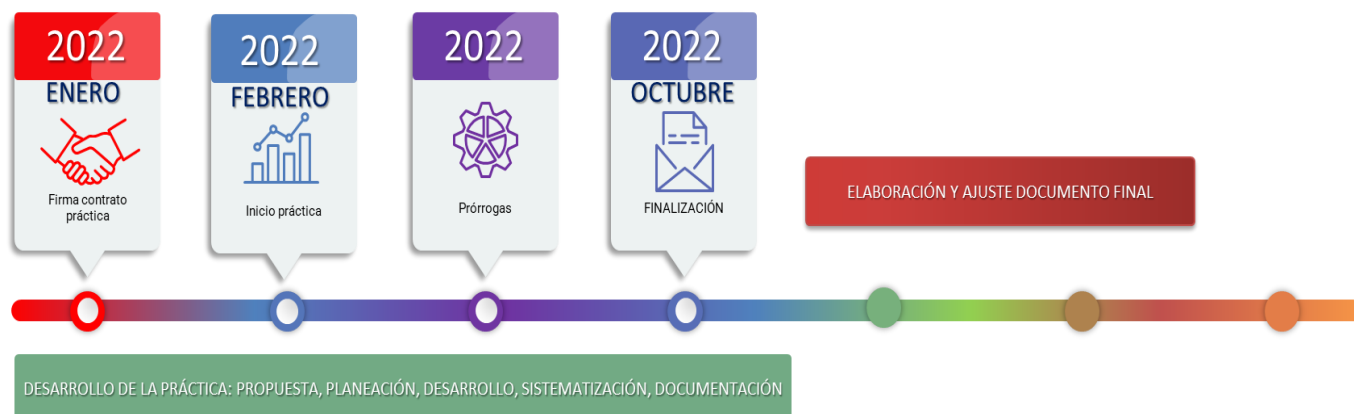 2022
ENERO
Firma contrato
práctica
2022
FEBRERO
Inicio práctica
2022
Prórrogas
2022
OCTUBRE
FINALIZACIÓN
ELABORACIÓN Y AJUSTE DOCUMENTO FINAL
DESARROLLO DE LA PRÁCTICA: PROPUESTA, PLANEACIÓN, DESARROLLO, SISTEMATIZACIÓN, DOCUMENTACIÓN